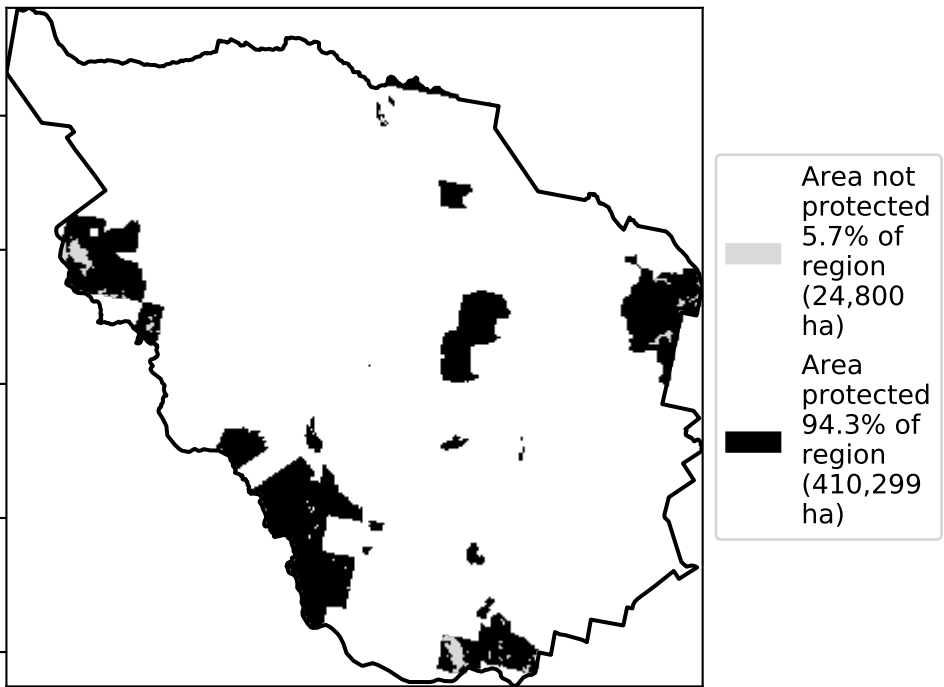 Area not
protected
5.7% of
region
(24,800
ha)
Area
protected
94.3% of
region
(410,299
ha)